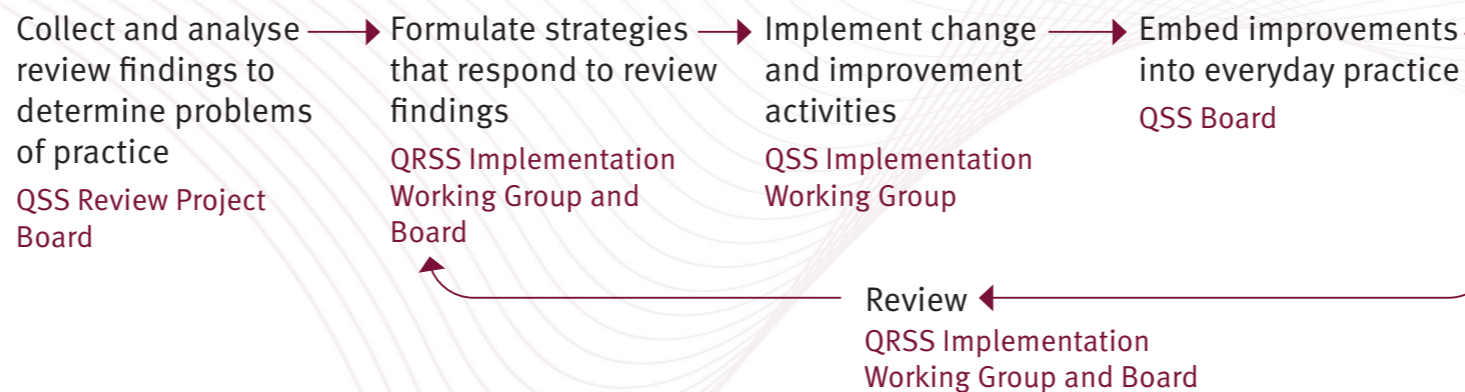 Collect and analyse
review findings to
determine problems
of practice
QSS Review Project
Board
Formulate strategies
that respond to review
findings
QRSS Implementation
Working Group and
Board
Implement change
and improvement
activities
QSS Implementation
Working Group
Embed improvements
into everyday practice
QSS Board
Review
QRSS Implementation
Working Group and Board